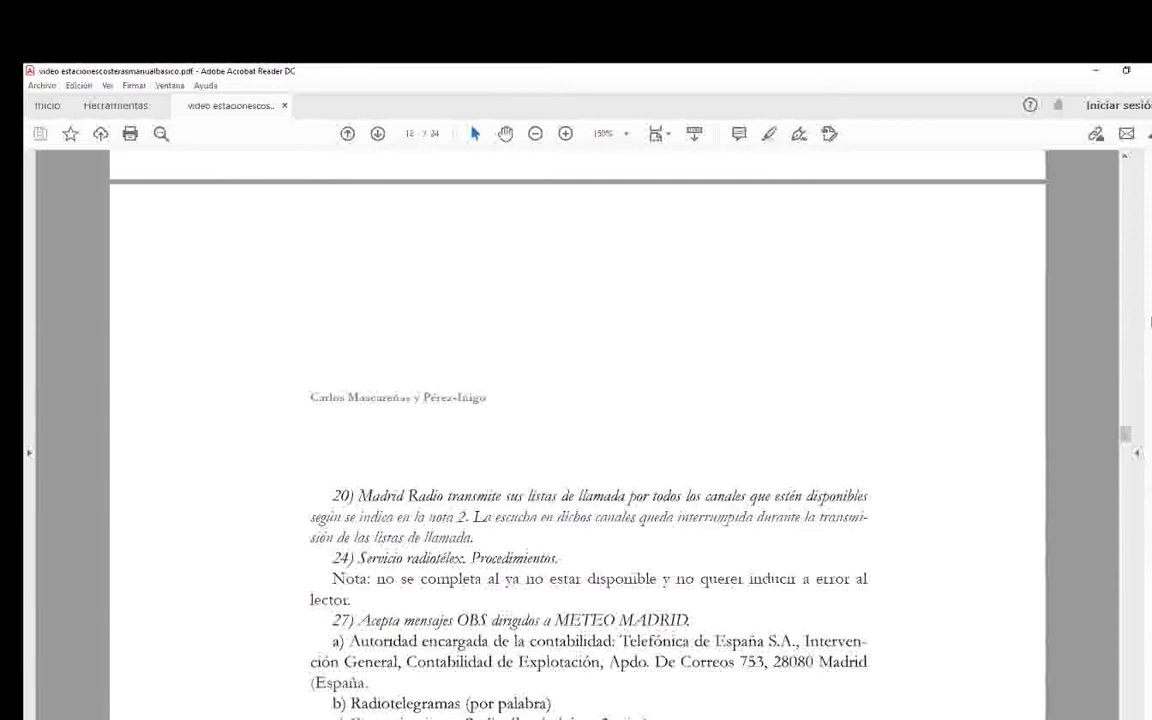 video estacionescosterasmanualbasico.pdf - Adobe Acrobat Reader DC
Archivo Edición Ver Firmar Ventana Ayuda
Inicio Herramientas video estacionescos... ×
Iniciar sesió
/ 24 150%
Carlos Mascareñas y Pérez-Iñigo
20) Madrid Radio transmite sus listas de llamada por todos los canales que estén disponibles
según se indica en la nota 2. La escucha en dichos canales queda interrumpida durante la transmi-
sión de las listas de llamada.
24) Servicio radiotélex. Procedimientos.
Nota: no se completa al ya no estar disponible y no querer inducir a error al
lector.
27) Acepta mensajes OBS dirigidos a METEO MADRID.
a) Autoridad encargada de la contabilidad: Telefónica de España S.A., Interven-
ción General, Contabilidad de Explotación, Apdo. De Correos 753, 28080 Madrid
(España.
b) Radiotelegramas (por palabra)